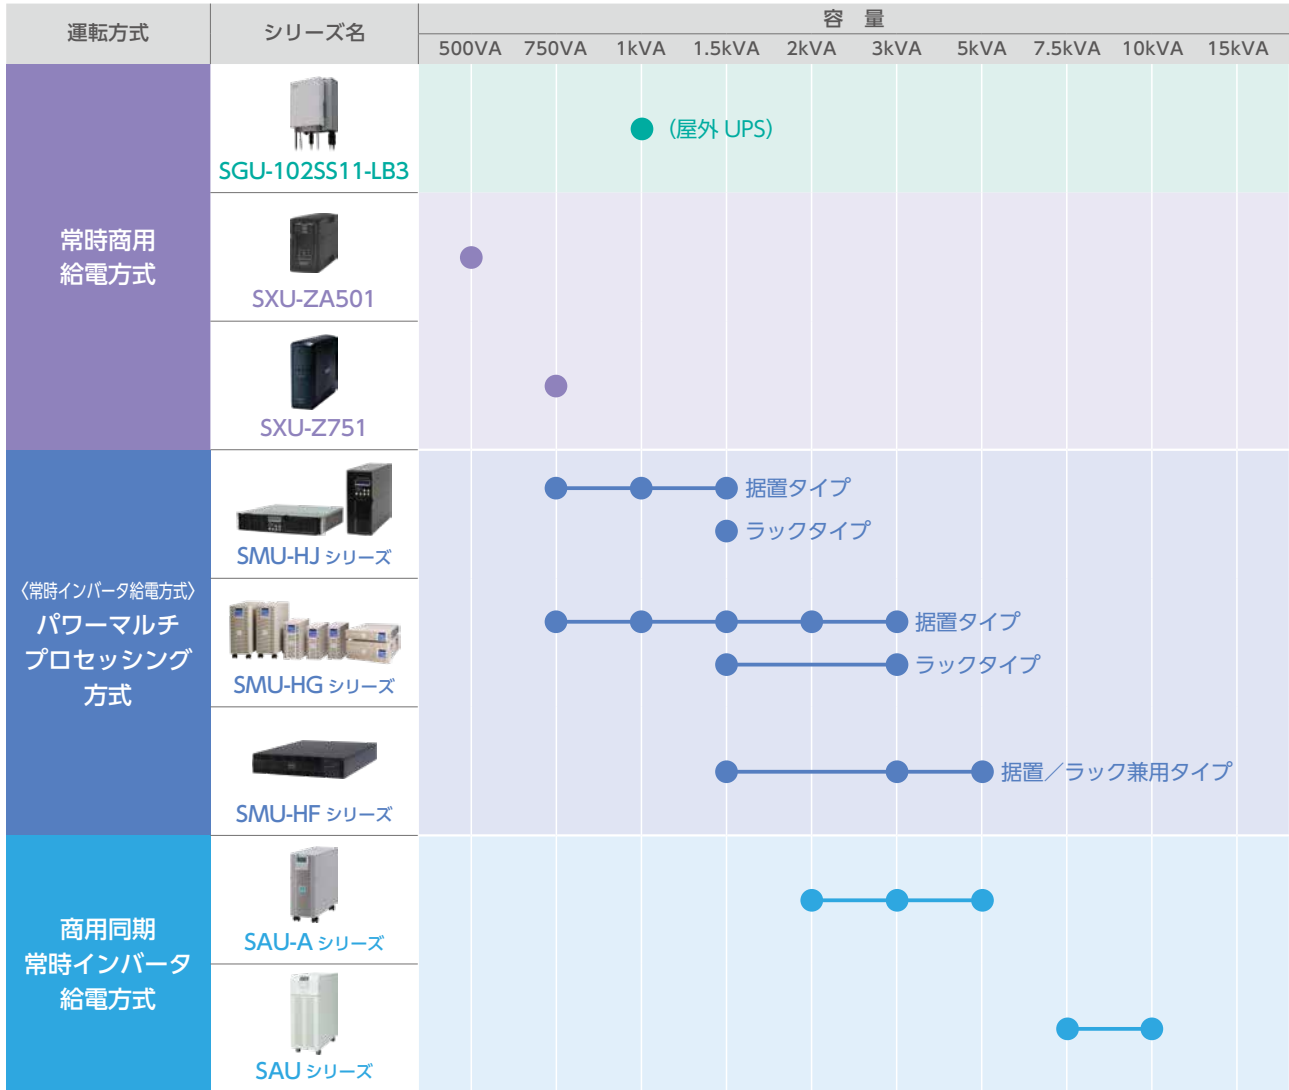 運転方式
シリーズ名
容 量
500VA 750VA 1kVA 1.5kVA 2kVA 3kVA 5kVA 7.5kVA 10kVA 15kVA
常時商用
給電方式
SGU-102SS11-LB3
(屋外 UPS)
SXU-ZA501
SXU-Z751
〈常時インバータ給電方式〉
パワーマルチ
プロセッシング
方式
SMU-HJ シリーズ
据置タイプ
ラックタイプ
SMU-HG シリーズ
据置タイプ
ラックタイプ
SMU-HF シリーズ
据置／ラック兼用タイプ
商用同期
常時インバータ
給電方式
SAU-A シリーズ
SAU シリーズ